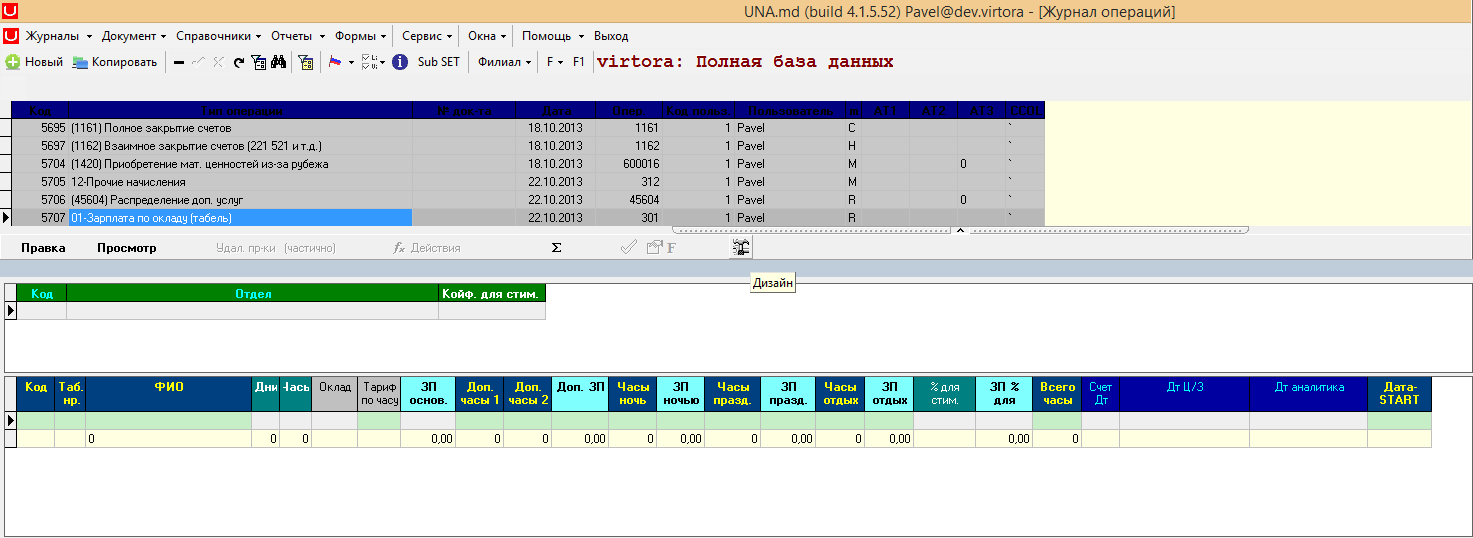 UNA.md (build 4.1.5.52) Pavel@dev.virtora - [Журнал операций]
Журналы Документ Справочники Отчеты Формы Сервис Окна Помощь Выход
Новый Копировать Sub SET Филиал F F1 virtora: Полная база данных
Код Тип операции № док-та Дата Опер. Пользователь m AT1 AT2 AT3
5695 (1161) Полное закрытие счетов 18.10.2013 1161 1 Pavel C `
5697 (1162) Взаимное закрытие счетов (221 521 и т.д.) 18.10.2013 1162 1 Pavel H `
5704 (1420) Приобретение мат. ценностей из-за рубежа 18.10.2013 600016 1 Pavel M 0 `
5705 12-Прочие начисления 22.10.2013 312 1 Pavel M `
5706 (45604) Распределение доп. услуг 22.10.2013 45604 1 Pavel R 0 `
5707 01-Зарплата по окладу (табель) 22.10.2013 301 1 Pavel R `
Правка Просмотр Удал. пр-ки (частично) fx Действия Σ F
Дизайн
Код Отдел Койф. для стим.
Код Таб. ФИО Дни Часы Оклад Тариф ЗП Доп. Доп. Доп. ЗП Часы ЗП Часы ЗП Часы ЗП % для ЗП % Всего Счет Дт Ц/З Дт аналитика Дата-
нр. по часу основ. часы 1 часы 2 ночь ночью празд. празд. отдых отдых стим. для часы Дт START
0 0 0 0,00 0 0 0,00 0 0,00 0 0,00 0 0,00 0,00 0